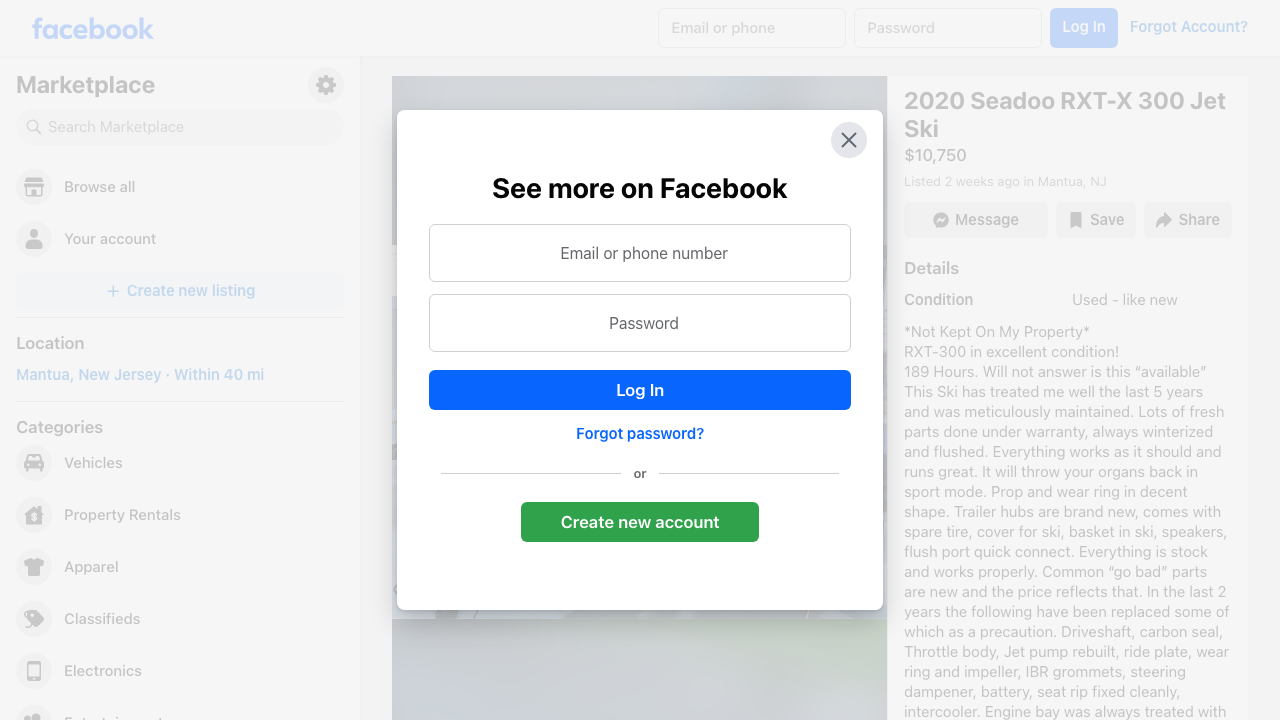 facebook
Email or phone
Password
Log In
Forgot Account?
Marketplace
Search Marketplace
Browse all
Your account
Create new listing
Location
Mantua, New Jersey · Within 40 mi
Categories
Vehicles
Property Rentals
Apparel
Classifieds
Electronics
See more on Facebook
Email or phone number
Password
Log In
Forgot password?
or
Create new account
2020 Seadoo RXT-X 300 Jet
Ski
$10,750
Listed 2 weeks ago in Mantua, NJ
Message
Save
Share
Details
Condition
Used - like new
*Not Kept On My Property*
RXT-300 in excellent condition!
189 Hours. Will not answer is this “available”
This Ski has treated me well the last 5 years
and was meticulously maintained. Lots of fresh
parts done under warranty, always winterized
and flushed. Everything works as it should and
runs great. It will throw your organs back in
sport mode. Prop and wear ring in decent
shape. Trailer hubs are brand new, comes with
spare tire, cover for ski, basket in ski, speakers,
flush port quick connect. Everything is stock
and works properly. Common “go bad” parts
are new and the price reflects that. In the last 2
years the following have been replaced some of
which as a precaution. Driveshaft, carbon seal,
Throttle body, Jet pump rebuilt, ride plate, wear
ring and impeller, IBR grommets, steering
dampener, battery, seat rip fixed cleanly,
intercooler. Engine bay was always treated with